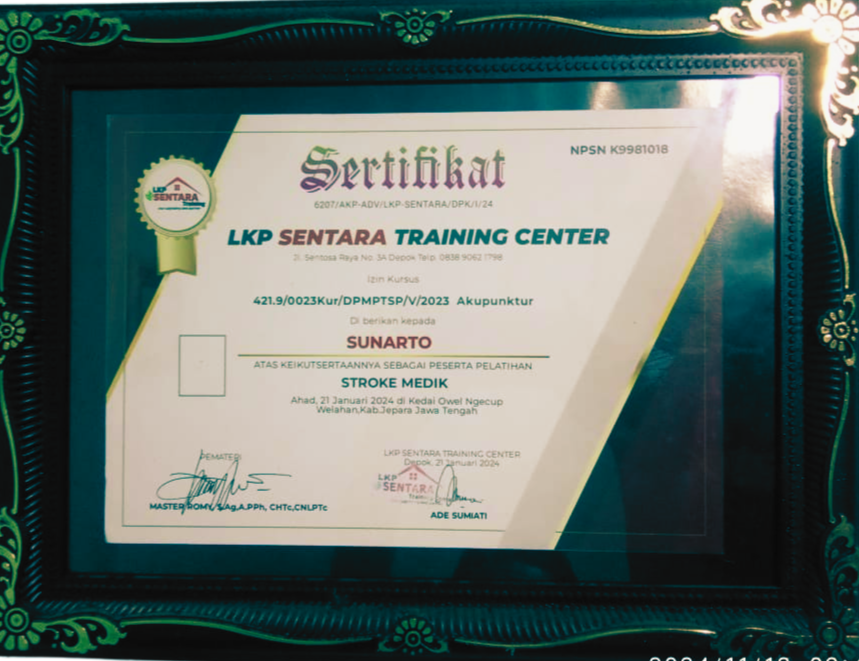 Sertifikat
NPSN K9981018
6207/AKP-ADV/LKP-SENTARA/DPK/I/24
LKP SENTARA Training
LKP SENTARA TRAINING CENTER
Jl. Sentosa Raya No. 3A Depok Telp. 0838 9062 1798
Izin Kursus
421.9/0023Kur/DPMPTSP/V/2023 Akupunktur
Di berikan kepada
SUNARTO
ATAS KEIKUTSERTAANNYA SEBAGAI PESERTA PELATIHAN
STROKE MEDIK
Ahad, 21 Januari 2024 di Kedai Owel Ngecup
Welahan,Kab.Jepara Jawa Tengah
PEMATERI
LKP SENTARA TRAINING CENTER
Depok, 21 Januari 2024
LKP
SENTARA
Training
MASTER ROMY, S.Ag,A.PPh, CHTc,CNLPTc
ADE SUMIATI